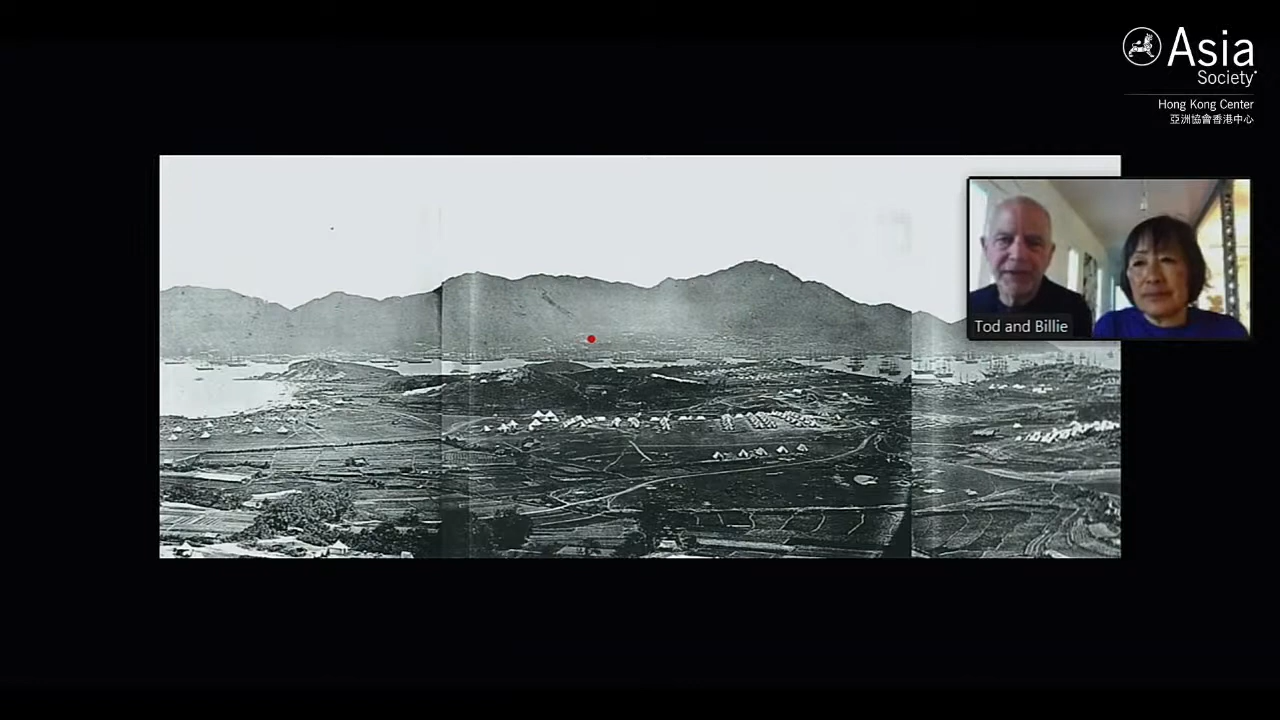 Asia
Society
Hong Kong Center
亞洲協會香港中心
Tod and Billie